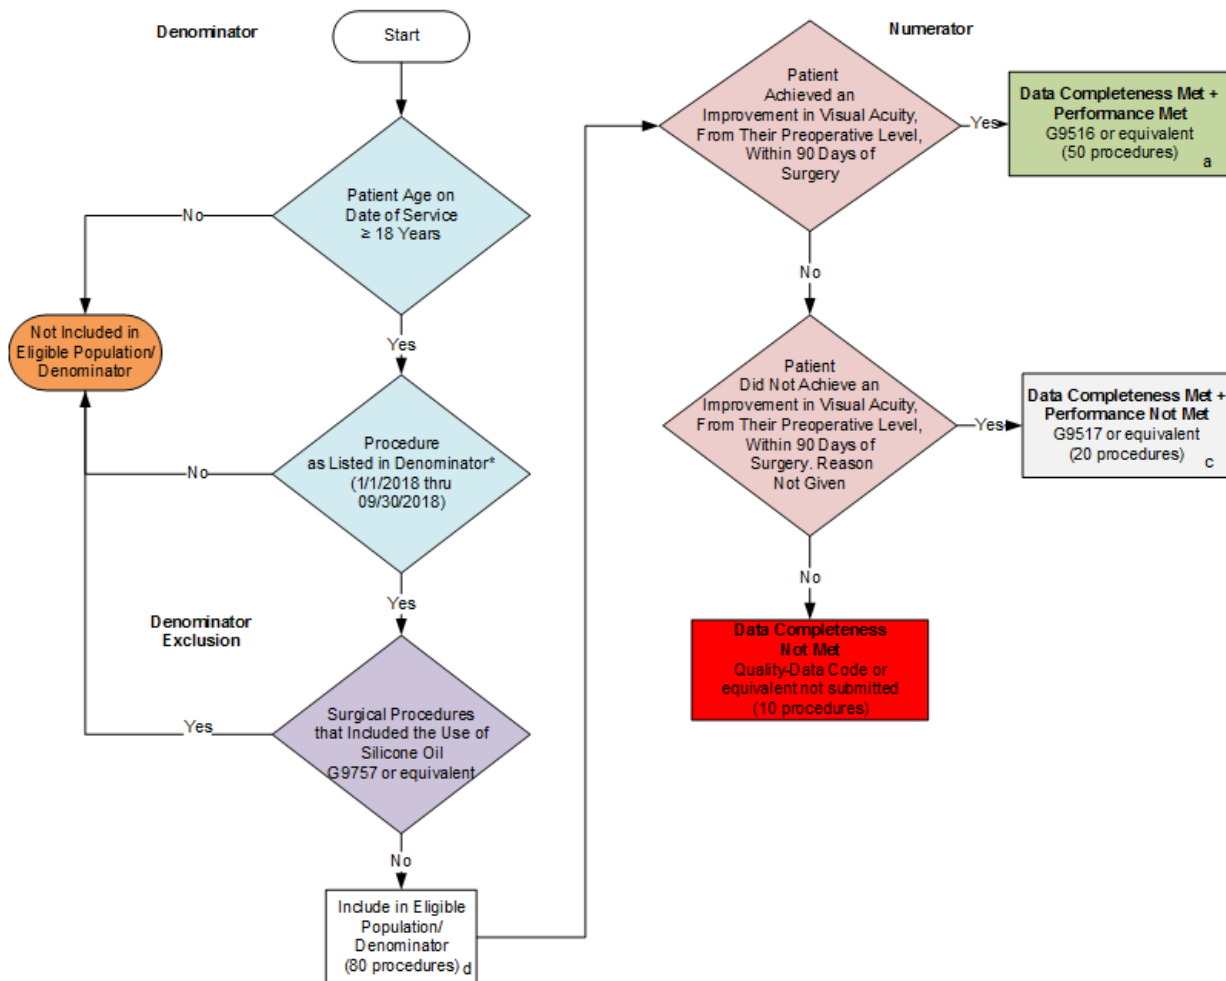 Denominator
Start
Patient Age on
Date of Service
≥ 18 Years
No
Yes
Not Included in
Eligible Population/
Denominator
Procedure
as Listed in Denominator*
(1/1/2018 thru
09/30/2018)
No
Yes
Denominator
Exclusion
Surgical Procedures
that Included the Use of
Silicone Oil
G9757 or equivalent
Yes
No
Include in Eligible
Population/
Denominator
(80 procedures) d
Numerator
Patient
Achieved an
Improvement in Visual Acuity,
From Their Preoperative Level,
Within 90 Days of
Surgery
Yes
Data Completeness Met +
Performance Met
G9516 or equivalent
(50 procedures)
a
No
Patient
Did Not Achieve an
Improvement in Visual Acuity,
From Their Preoperative Level,
Within 90 Days of
Surgery. Reason
Not Given
Yes
Data Completeness Met +
Performance Not Met
G9517 or equivalent
(20 procedures)
c
No
Data Completeness
Not Met
Quality-Data Code or
equivalent not submitted
(10 procedures)